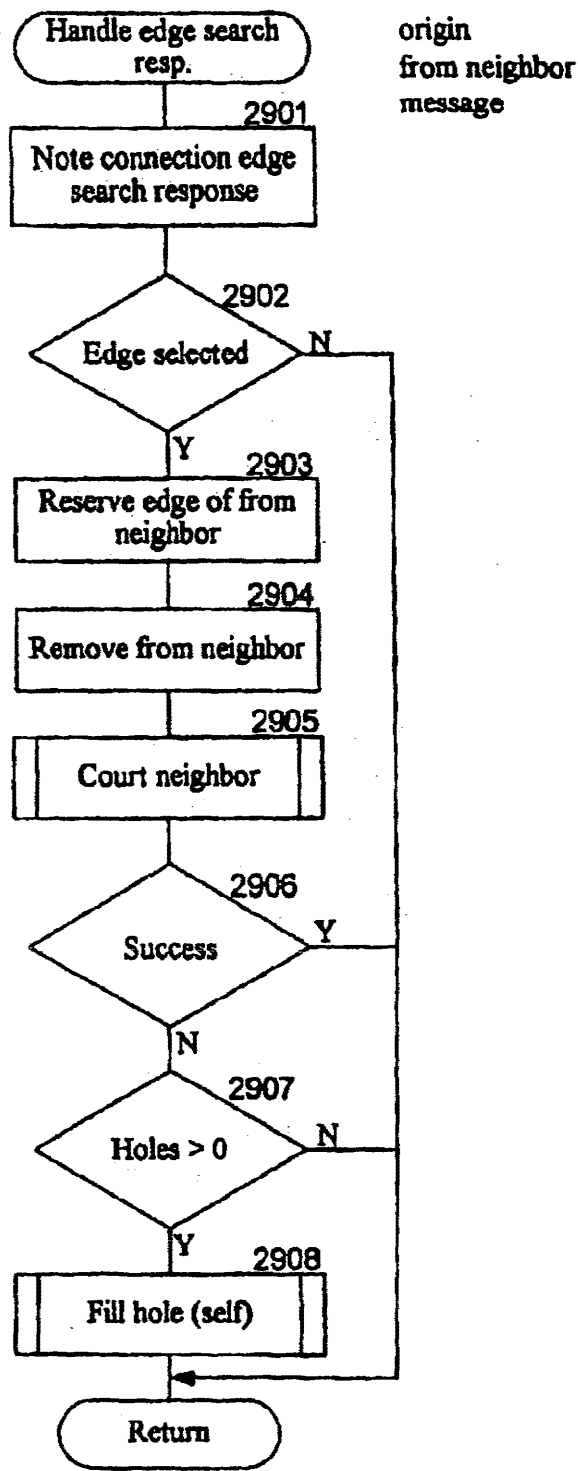 Handle edge search
resp.
origin
from neighbor
message
2901
Note connection edge
search response
2902
Edge selected
N
Y
2903
Reserve edge of from
neighbor
2904
Remove from neighbor
2905
Court neighbor
2906
Success
Y
N
2907
Holes > 0
N
Y
2908
Fill hole (self)
Return